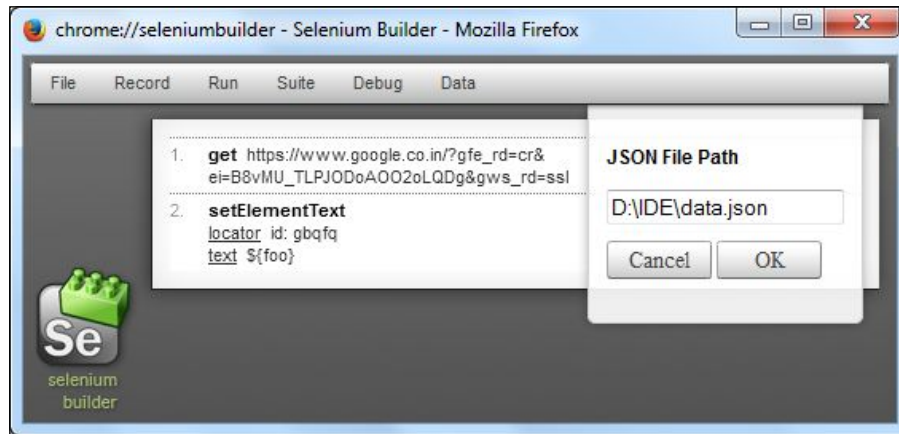 chrome://seleniumbuilder - Selenium Builder - Mozilla Firefox
File Record Run Suite Debug Data
1. get https://www.google.co.in/?gfe_rd=cr&
ei=B8vMU_TLPJODoAOO2oLQDg&gws_rd=ssl
2. setElementText
locator id: gbqfq
text ${foo}
JSON File Path
D:\IDE\data.json
Cancel OK
Se
selenium
builder